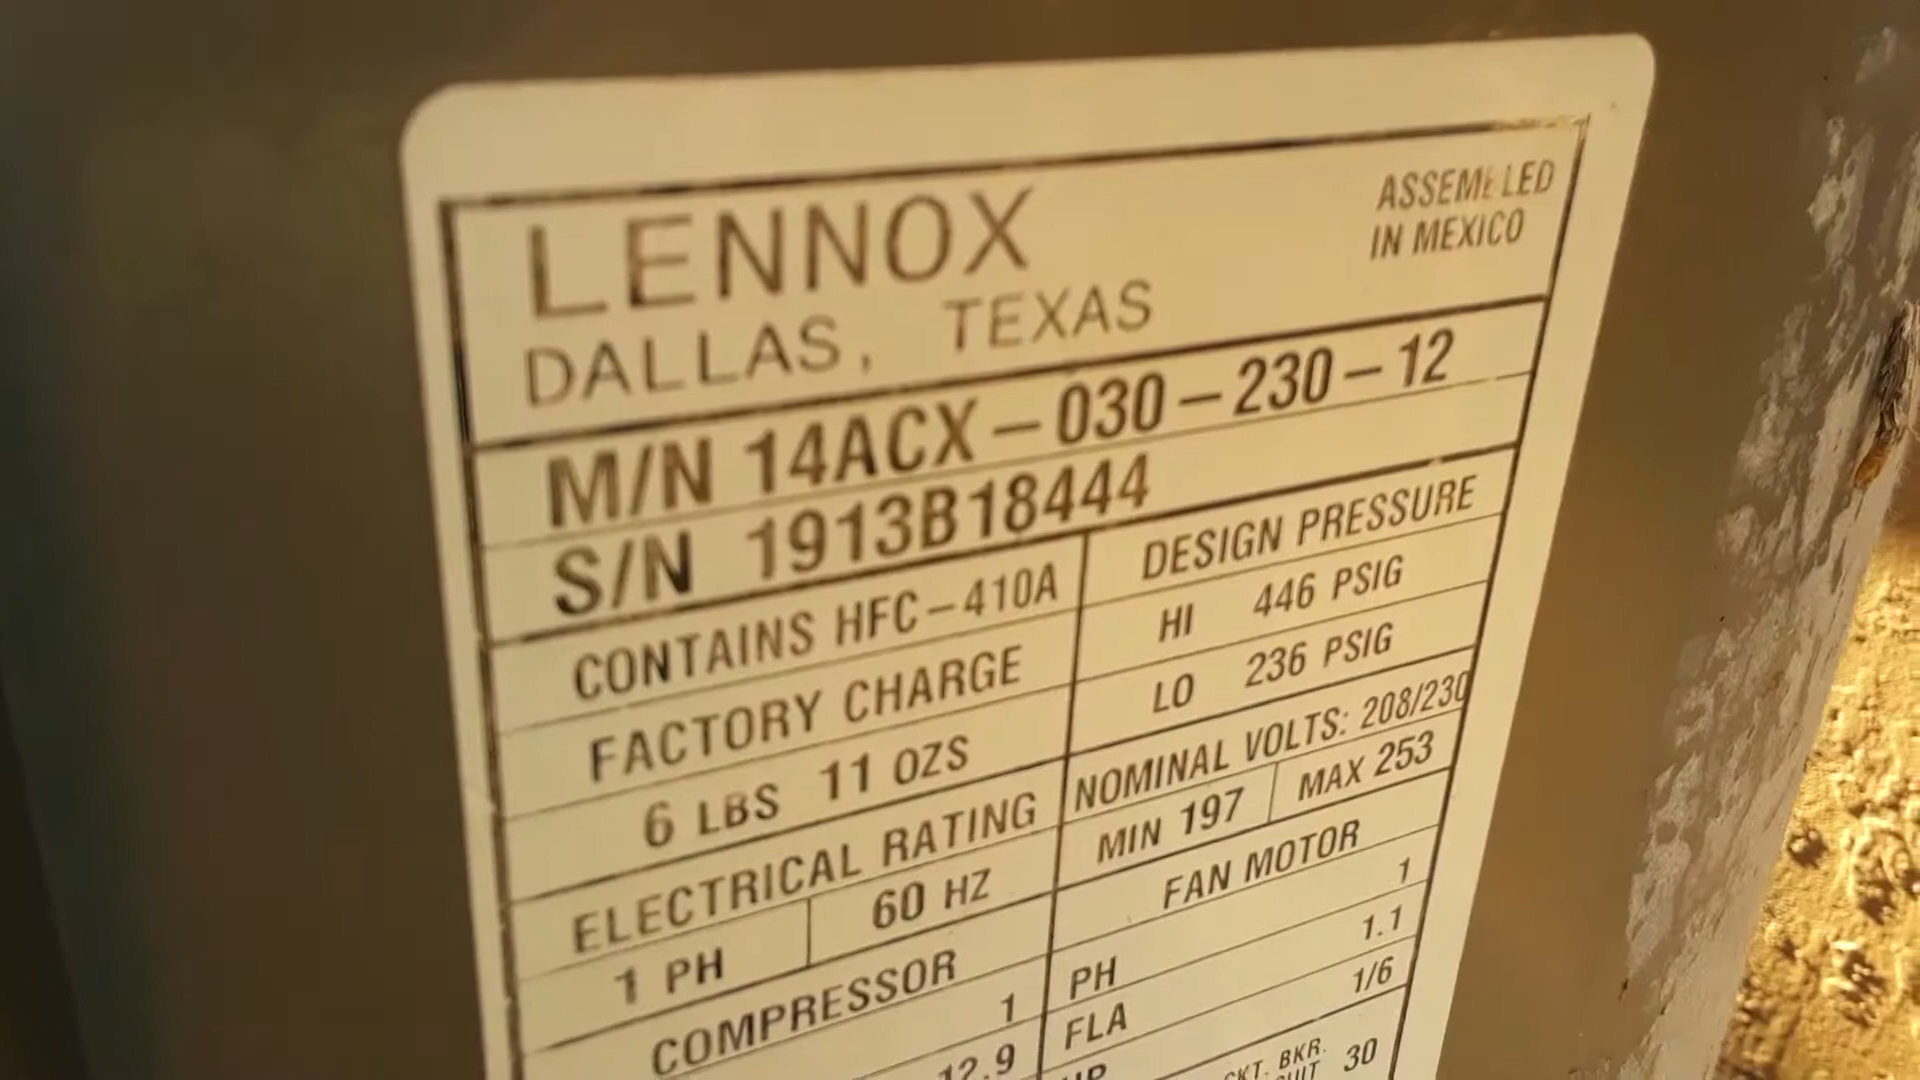 LENNOX
ASSEMBLED
IN MEXICO
DALLAS, TEXAS
M/N 14ACX-030-230-12
S/N 1913B18444
CONTAINS HFC-410A
DESIGN PRESSURE
HI 446 PSIG
FACTORY CHARGE
LO 236 PSIG
6 LBS 11 OZS
NOMINAL VOLTS: 208/230
ELECTRICAL RATING
MIN 197 MAX 253
1 PH 60 HZ
FAN MOTOR
COMPRESSOR
PH 1
1
FLA 1.1
12.9
HP 1/6
BKR.
30